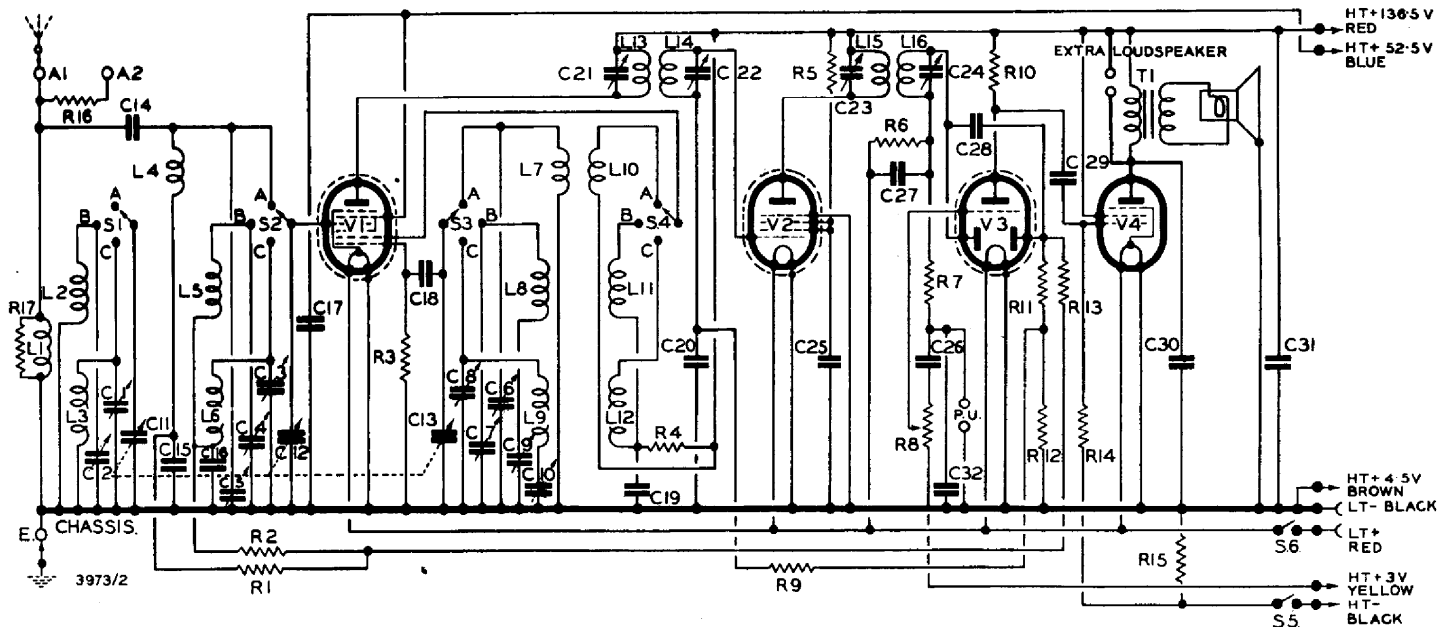 HT+136·5 V
RED
HT+ 52·5 V
BLUE
EXTRA LOUDSPEAKER
T1
L13
L14
L15
L16
C21
C22
R5
C23
C24
R10
A1
A2
R16
C14
L4
R6
C28
C27
C29
L7
L10
A
B
S1
C
A
B
S2
C
V1
A
S3
B
C
A
B
S4
C
V2
V3
V4
L2
L5
C18
L8
L11
R7
R11
R13
R17
L1
C17
R3
C20
C25
C26
C30
C31
L3
C1
C11
L6
C3
C8
C6
C13
L9
L12
R4
R8
P.U.
R12
R14
C2
C15
C16
C4
C12
C7
C9
C5
C10
C19
C32
HT+ 4·5V
BROWN
LT- BLACK
E.
CHASSIS.
S6
LT+
RED
R2
R1
R9
R15
3973/2
HT+3V
YELLOW
HT-
BLACK
S5